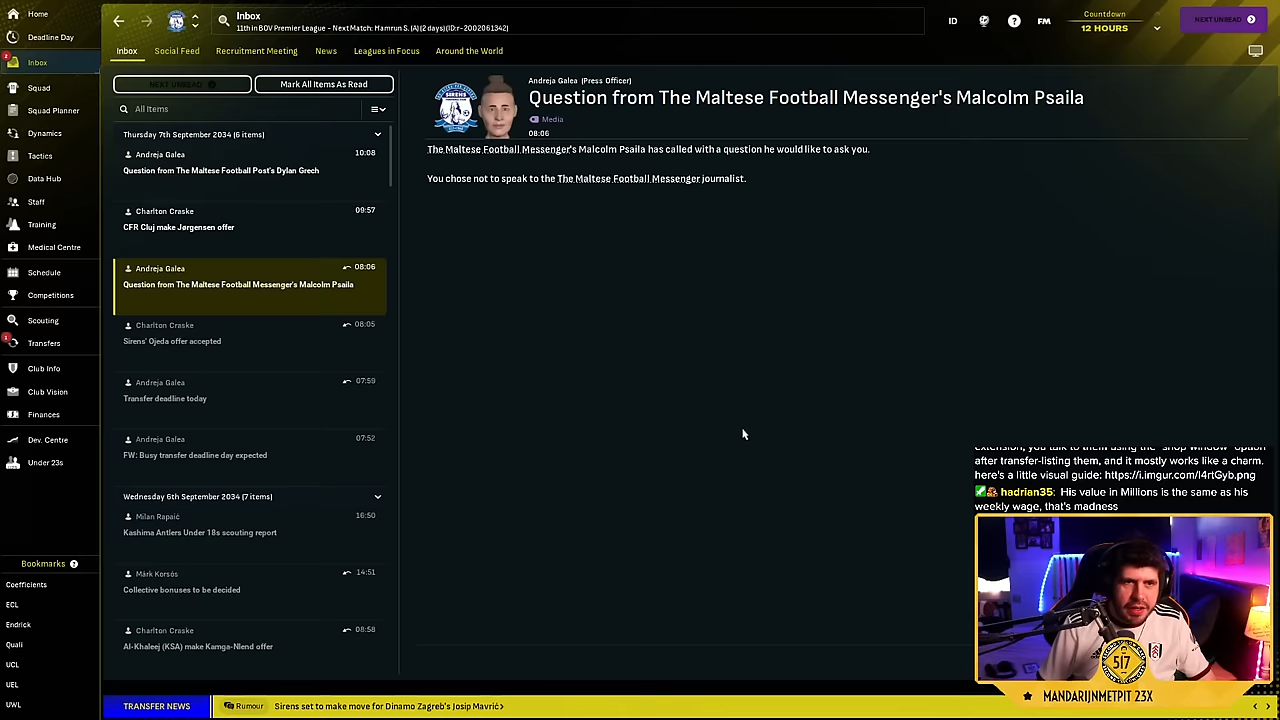 Home
Deadline Day
2
Inbox
Squad
Squad Planner
Dynamics
Tactics
Data Hub
Staff
Training
Medical Centre
Schedule
Competitions
Scouting
1
Transfers
Club Info
Club Vision
Finances
Dev. Centre
Under 23s
Bookmarks
Coefficients
ECL
Endrick
Quali
UCL
UEL
UWL
Inbox
11th in BOV Premier League - Next Match: Hamrun S. (A) (2 days) (ID:r-2002061342)
ID
FM
Countdown
12 HOURS
NEXT UNREAD
Inbox
Social Feed
Recruitment Meeting
News
Leagues in Focus
Around the World
NEXT UNREAD
Mark All Items As Read
All Items
Thursday 7th September 2034 (6 items)
Andreja Galea 10:08
Question from The Maltese Football Post's Dylan Grech
Charlton Craske 09:57
CFR Cluj make Jørgensen offer
Andreja Galea 08:06
Question from The Maltese Football Messenger's Malcolm Psaila
Charlton Craske 08:05
Sirens' Ojeda offer accepted
Andreja Galea 07:59
Transfer deadline today
Andreja Galea 07:52
FW: Busy transfer deadline day expected
Wednesday 6th September 2034 (7 items)
Milan Rapaić 16:50
Kashima Antlers Under 18s scouting report
Márk Korsós 14:51
Collective bonuses to be decided
Charlton Craske 08:58
Al-Khaleej (KSA) make Kamga-Nlend offer
SIRENS
Andreja Galea (Press Officer)
Question from The Maltese Football Messenger's Malcolm Psaila
Media
08:06
The Maltese Football Messenger's Malcolm Psaila has called with a question he would like to ask you.
You chose not to speak to the The Maltese Football Messenger journalist.
extension, you talk to them using the "shop window" option
after transfer-listing them, and it mostly works like a charm.
here's a little visual guide: https://i.imgur.com/l4rtGyb.png
hadrian35: His value in Millions is the same as his
weekly wage, that's madness
517
MANDARIJNMETPIT 23X
TRANSFER NEWS
Rumour
Sirens set to make move for Dinamo Zagreb's Josip Mavrić>